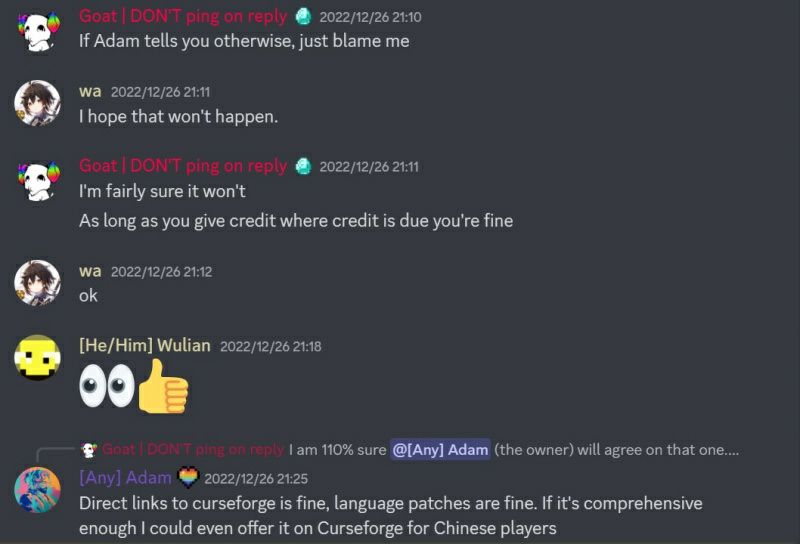 Goat | DON'T ping on reply 2022/12/26 21:10
If Adam tells you otherwise, just blame me
wa 2022/12/26 21:11
I hope that won't happen.
Goat | DON'T ping on reply 2022/12/26 21:11
I'm fairly sure it won't
As long as you give credit where credit is due you're fine
wa 2022/12/26 21:12
ok
[He/Him] Wulian 2022/12/26 21:18
👀👍
Goat | DON'T ping on reply I am 110% sure @[Any] Adam (the owner) will agree on that one....
[Any] Adam 2022/12/26 21:25
Direct links to curseforge is fine, language patches are fine. If it's comprehensive
enough I could even offer it on Curseforge for Chinese players